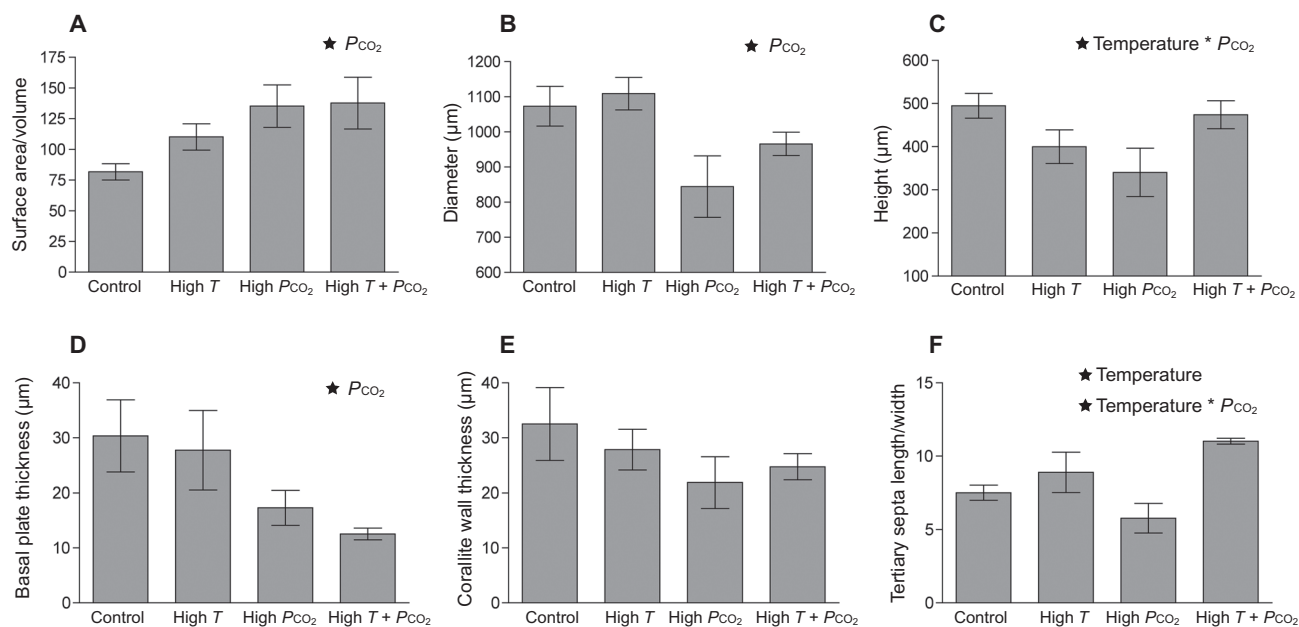 A
★ PCO2
Surface area/volume
175
150
125
100
75
50
25
0
Control High T High PCO2 High T + PCO2
B
★ PCO2
Diameter (µm)
1200
1100
1000
900
800
700
600
Control High T High PCO2 High T + PCO2
C
★ Temperature * PCO2
Height (µm)
600
500
400
300
200
100
Control High T High PCO2 High T + PCO2
D
★ PCO2
Basal plate thickness (µm)
40
30
20
10
0
Control High T High PCO2 High T + PCO2
E
Corallite wall thickness (µm)
40
30
20
10
0
Control High T High PCO2 High T + PCO2
F
★ Temperature
★ Temperature * PCO2
Tertiary septa length/width
15
10
5
0
Control High T High PCO2 High T + PCO2